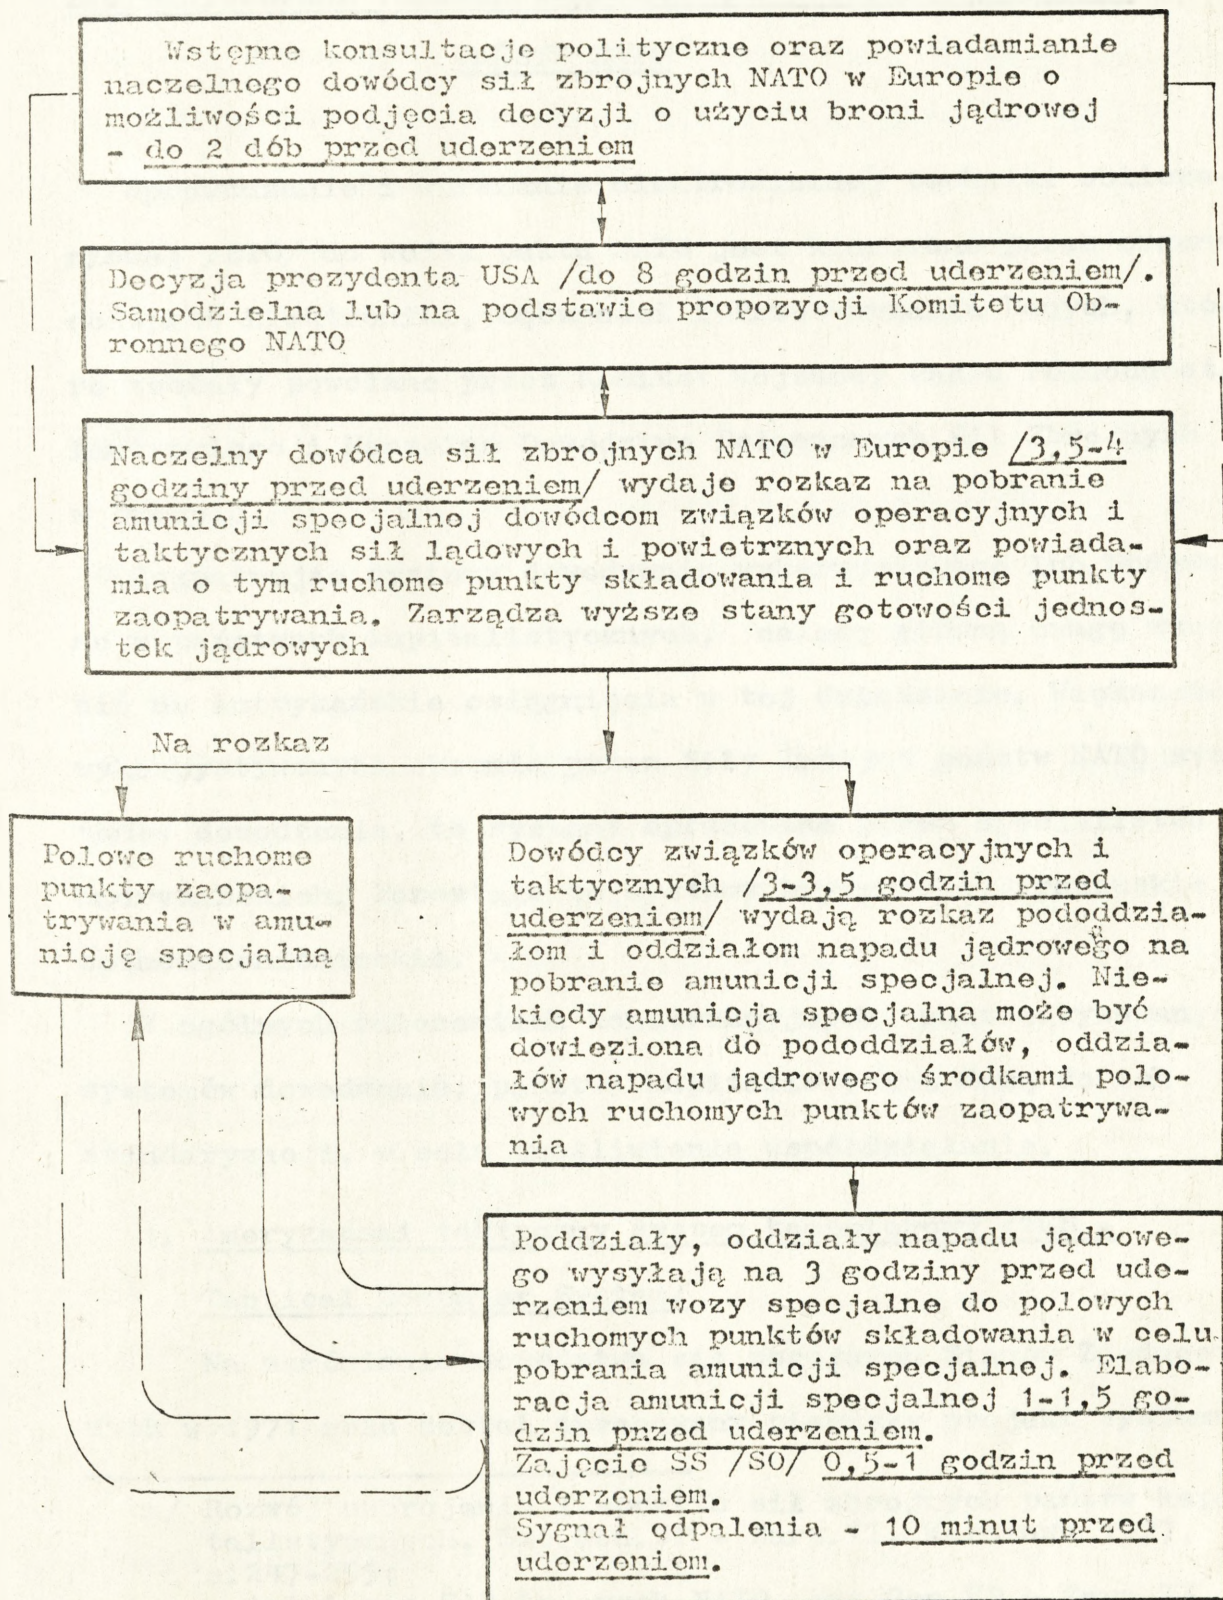 Wstępne konsultacje polityczne oraz powiadamianie
naczelnego dowódcy sił zbrojnych NATO w Europie o
możliwości podjęcia decyzji o użyciu broni jądrowej
- do 2 dób przed uderzeniem
Decyzja prezydenta USA /do 8 godzin przed uderzeniem/.
Samodzielna lub na podstawie propozycji Komitetu Ob-
ronnego NATO
Naczelny dowódca sił zbrojnych NATO w Europie /3,5-4
godziny przed uderzeniem/ wydaje rozkaz na pobranie
amunicji specjalnej dowódcom związków operacyjnych i
taktycznych sił lądowych i powietrznych oraz powiada-
mia o tym ruchome punkty składowania i ruchome punkty
zaopatrywania. Zarządza wyższe stany gotowości jednos-
tek jądrowych
Na rozkaz
Polowe ruchome
punkty zaopa-
trywania w amu-
nicję specjalną
Dowódcy związków operacyjnych i
taktycznych /3-3,5 godzin przed
uderzeniem/ wydają rozkaz pododdzia-
łom i oddziałom napadu jądrowego na
pobranie amunicji specjalnej. Nie-
kiedy amunicja specjalna może być
dowieziona do pododdziałów, oddzia-
łów napadu jądrowego środkami polo-
wych ruchomych punktów zaopatrywa-
nia
Poddziały, oddziały napadu jądrowe-
go wysyłają na 3 godziny przed ude-
rzeniem wozy specjalne do polowych
ruchomych punktów składowania w celu
pobrania amunicji specjalnej. Elabo-
racja amunicji specjalnej 1-1,5 go-
dzin przed uderzeniem.
Zajęcie SS /SO/ 0,5-1 godzin przed
uderzeniem.
Sygnał odpalenia - 10 minut przed
uderzeniem.